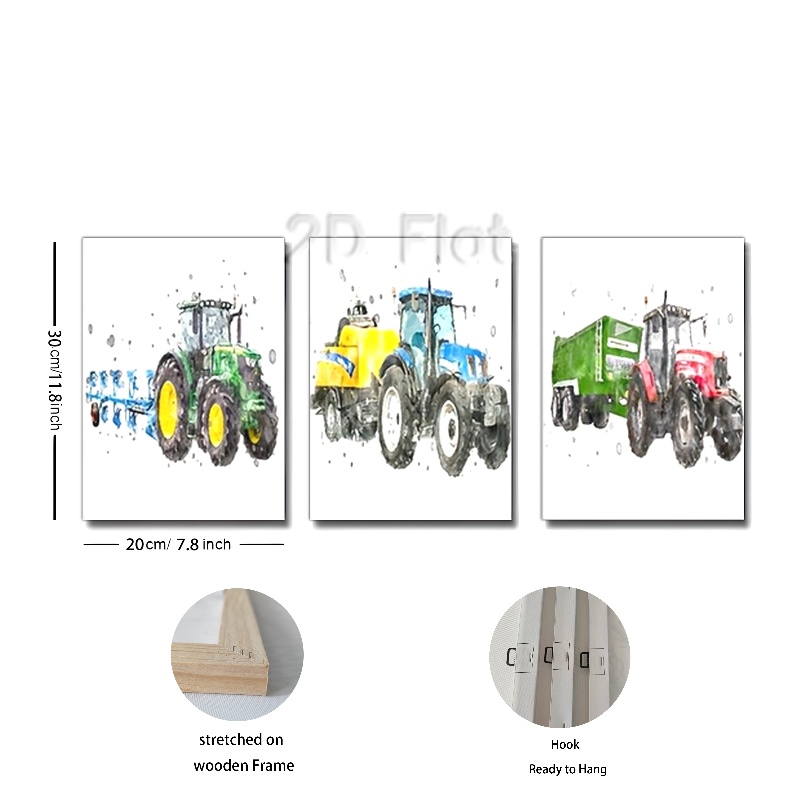 2D Flat
30cm/11.8inch
20cm/ 7.8 inch
stretched on
wooden Frame
Hook
Ready to Hang